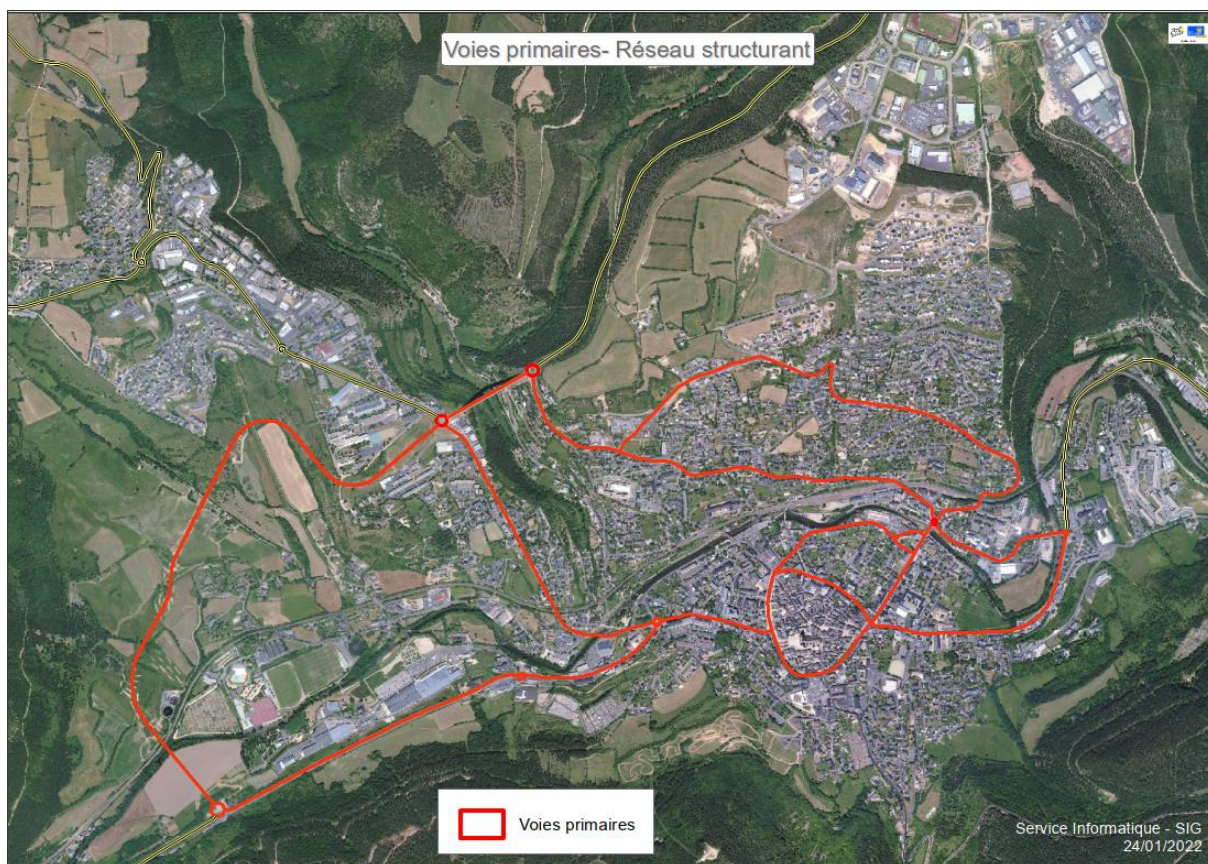 Voies primaires- Réseau structurant
Voies primaires
Service Informatique - SIG
24/01/2022